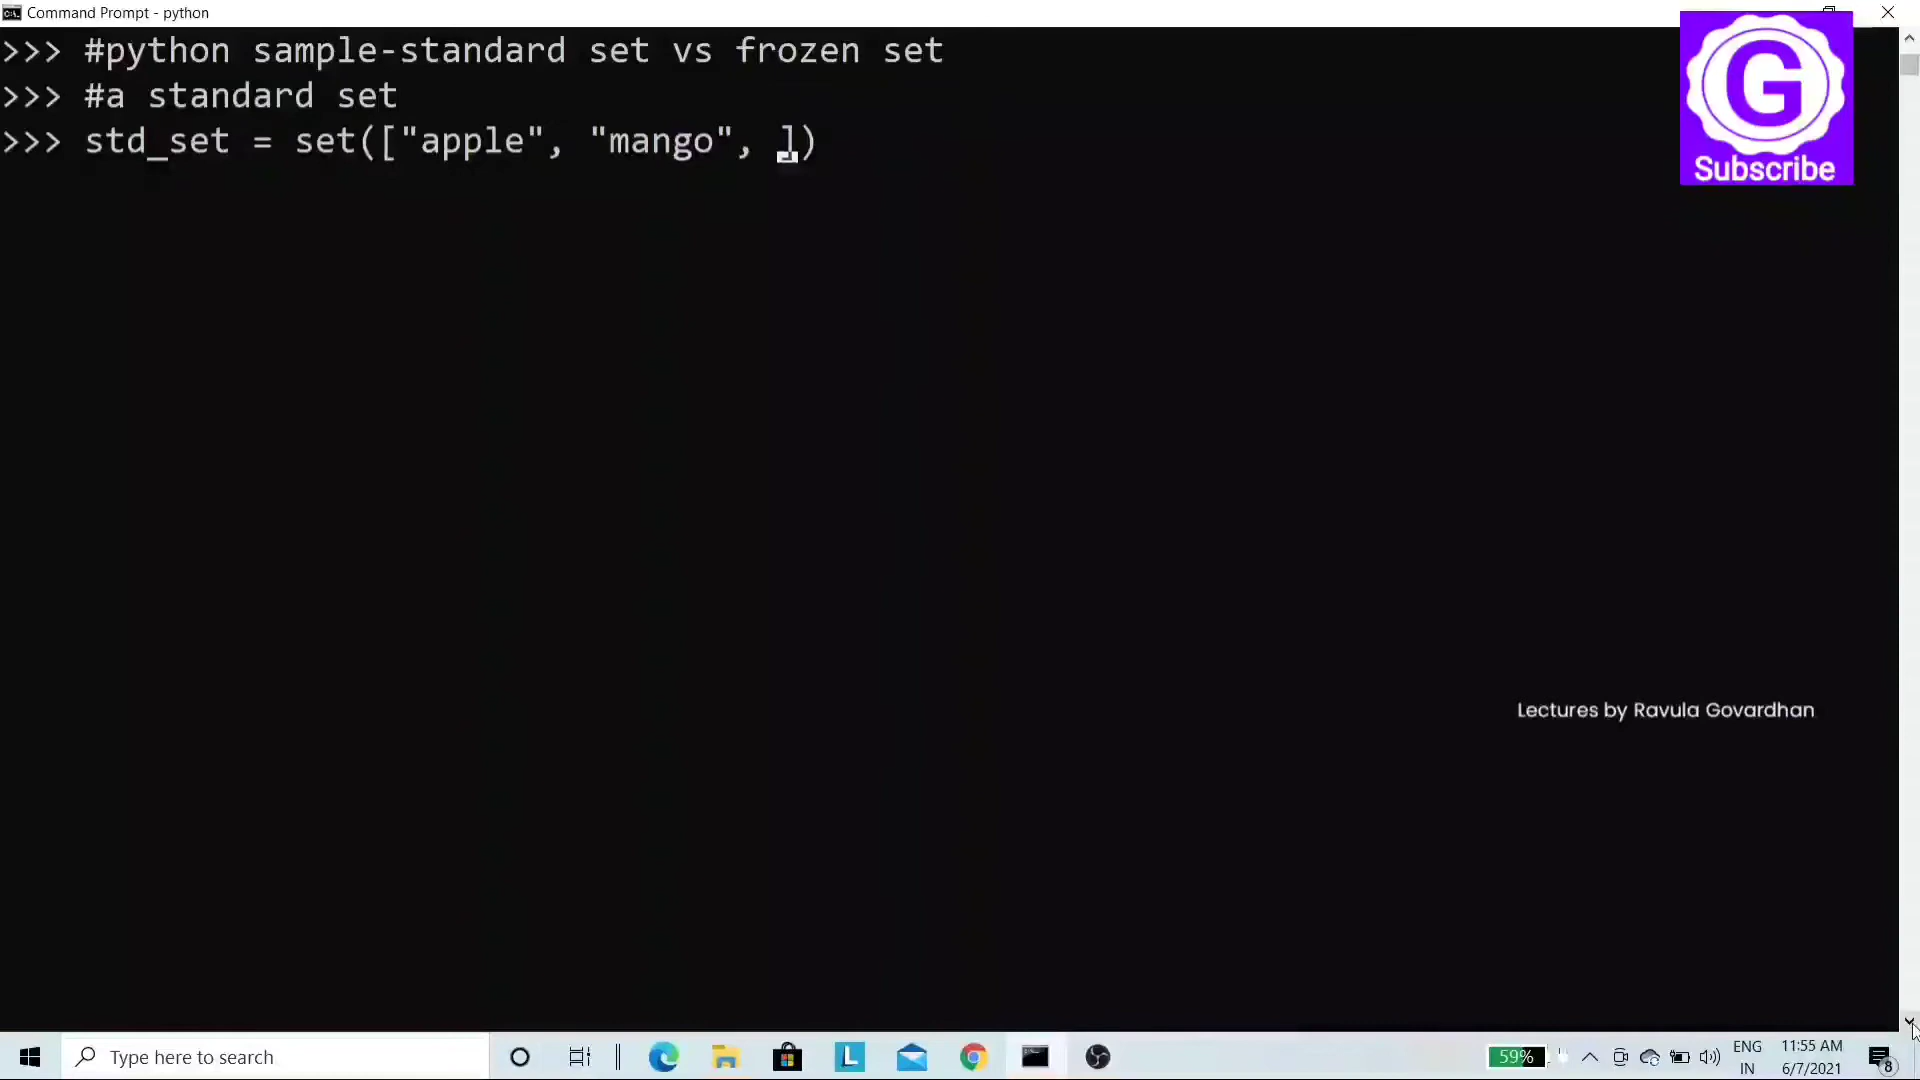 Command Prompt - python
>>> #python sample-standard set vs frozen set
>>> #a standard set
>>> std_set = set(["apple", "mango", ])
G
Subscribe
Lectures by Ravula Govardhan
Type here to search
L
59%
ENG
IN
11:55 AM
6/7/2021
8